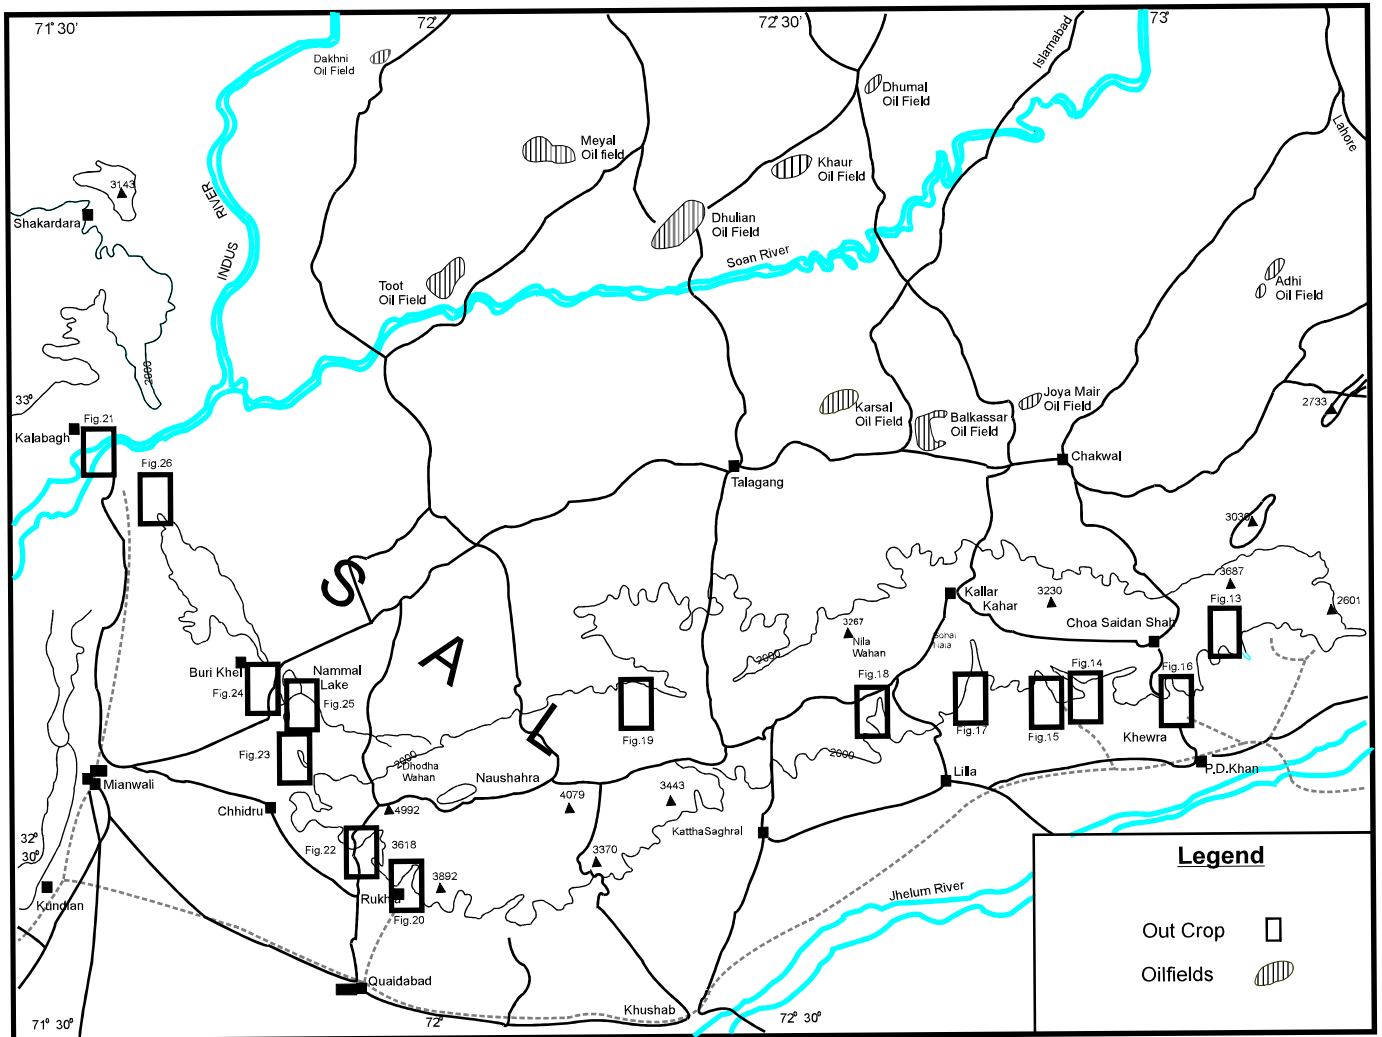 71° 30'
72°
72° 30'
73°
Dakhni
Oil Field
Islamabad
Dhumal
Oil Field
Lahore
Meyal
Oil field
Khaur
Oil Field
3143
Shakardara
RIVER
INDUS
Dhulian
Oil Field
Soan River
Toot
Oil Field
Adhi
Oil Field
2000
33°
Karsal
Oil Field
Joya Mair
Oil Field
2733
Balkassar
Oil Field
Fig.21
Kalabagh
Fig.26
Chakwal
Talagang
3030
S
A
L
3687
Kallar
Kahar
3230
Fig.13
2601
Choa Saidan Shah
3267
Nila
Wahan
2000
Buri Khel
Nammal
Lake
Fig.24
Fig.25
Fig.18
Fig.14
Fig.16
Fig.19
Fig.17
Fig.15
Khewra
Fig.23
2000
Dhodha
Wahan
2000
Naushahra
Lilla
P.D.Khan
Mianwali
Chhidru
4992
4079
3443
KatthaSaghral
32°
30'
Fig.22
3618
3370
3892
Kundian
Rukhla
Fig.20
Jhelum River
Quaidabad
Khushab
71° 30'
72°
72° 30'
Legend
Out Crop
Oilfields